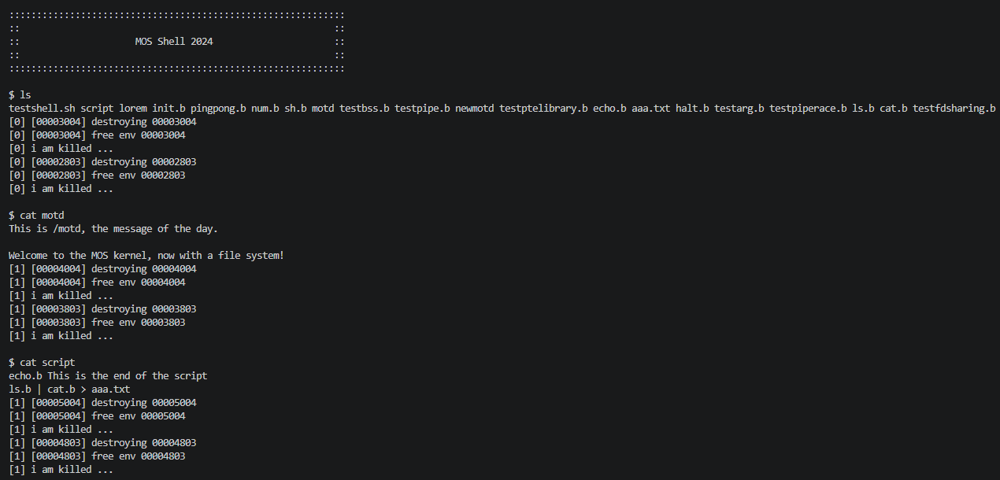 :::::::::::::::::::::::::::::::::::::::::::::::::::::::::::::
::                                                         ::
::                     MOS Shell 2024                      ::
::                                                         ::
:::::::::::::::::::::::::::::::::::::::::::::::::::::::::::::
$ ls
testshell.sh script lorem init.b pingpong.b num.b sh.b motd testbss.b testpipe.b newmotd testptelibrary.b echo.b aaa.txt halt.b testarg.b testpiperace.b ls.b cat.b testfdsharing.b
[0] [00003004] destroying 00003004
[0] [00003004] free env 00003004
[0] i am killed ...
[0] [00002803] destroying 00002803
[0] [00002803] free env 00002803
[0] i am killed ...
$ cat motd
This is /motd, the message of the day.
Welcome to the MOS kernel, now with a file system!
[1] [00004004] destroying 00004004
[1] [00004004] free env 00004004
[1] i am killed ...
[1] [00003803] destroying 00003803
[1] [00003803] free env 00003803
[1] i am killed ...
$ cat script
echo.b This is the end of the script
ls.b | cat.b > aaa.txt
[1] [00005004] destroying 00005004
[1] [00005004] free env 00005004
[1] i am killed ...
[1] [00004803] destroying 00004803
[1] [00004803] free env 00004803
[1] i am killed ...